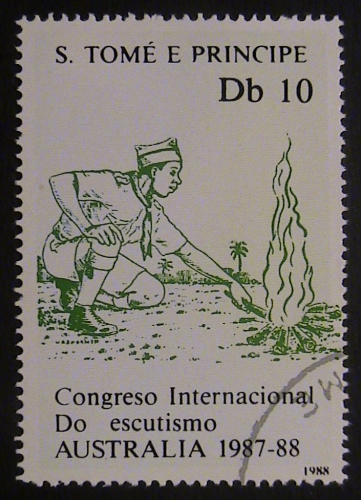 S. TOMÉ E PRINCIPE
Db 10
Congreso Internacional
Do escutismo
AUSTRALIA 1987-88
1988